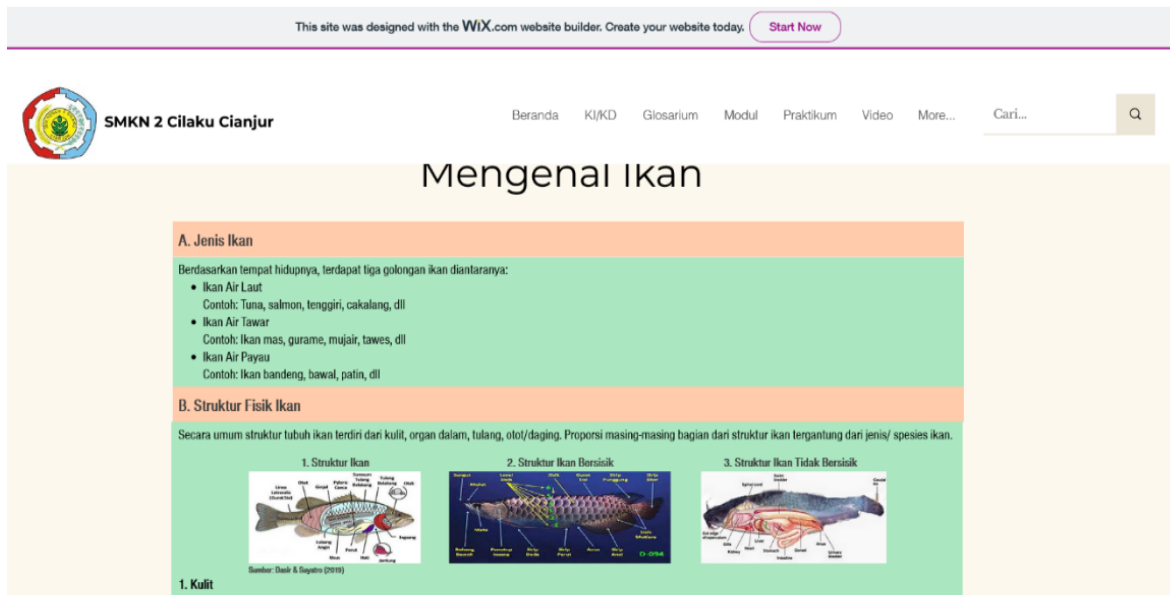 This site was designed with the WiX.com website builder. Create your website today. Start Now
SMKN 2 Cilaku Cianjur
Beranda KI/KD Glosarium Modul Praktikum Video More... Cari...
Mengenal Ikan
A. Jenis Ikan
Berdasarkan tempat hidupnya, terdapat tiga golongan ikan diantaranya:
• Ikan Air Laut
Contoh: Tuna, salmon, tenggiri, cakalang, dll
• Ikan Air Tawar
Contoh: Ikan mas, gurame, mujair, tawes, dll
• Ikan Air Payau
Contoh: Ikan bandeng, bawal, patin, dll
B. Struktur Fisik Ikan
Secara umum struktur tubuh ikan terdiri dari kulit, organ dalam, tulang, otot/daging. Proporsi masing-masing bagian dari struktur ikan tergantung dari jenis/ spesies ikan.
1. Struktur Ikan
2. Struktur Ikan Bersisik
3. Struktur Ikan Tidak Bersisik
D-094
Sumber: Dasir & Suyatno (2019)
1. Kulit